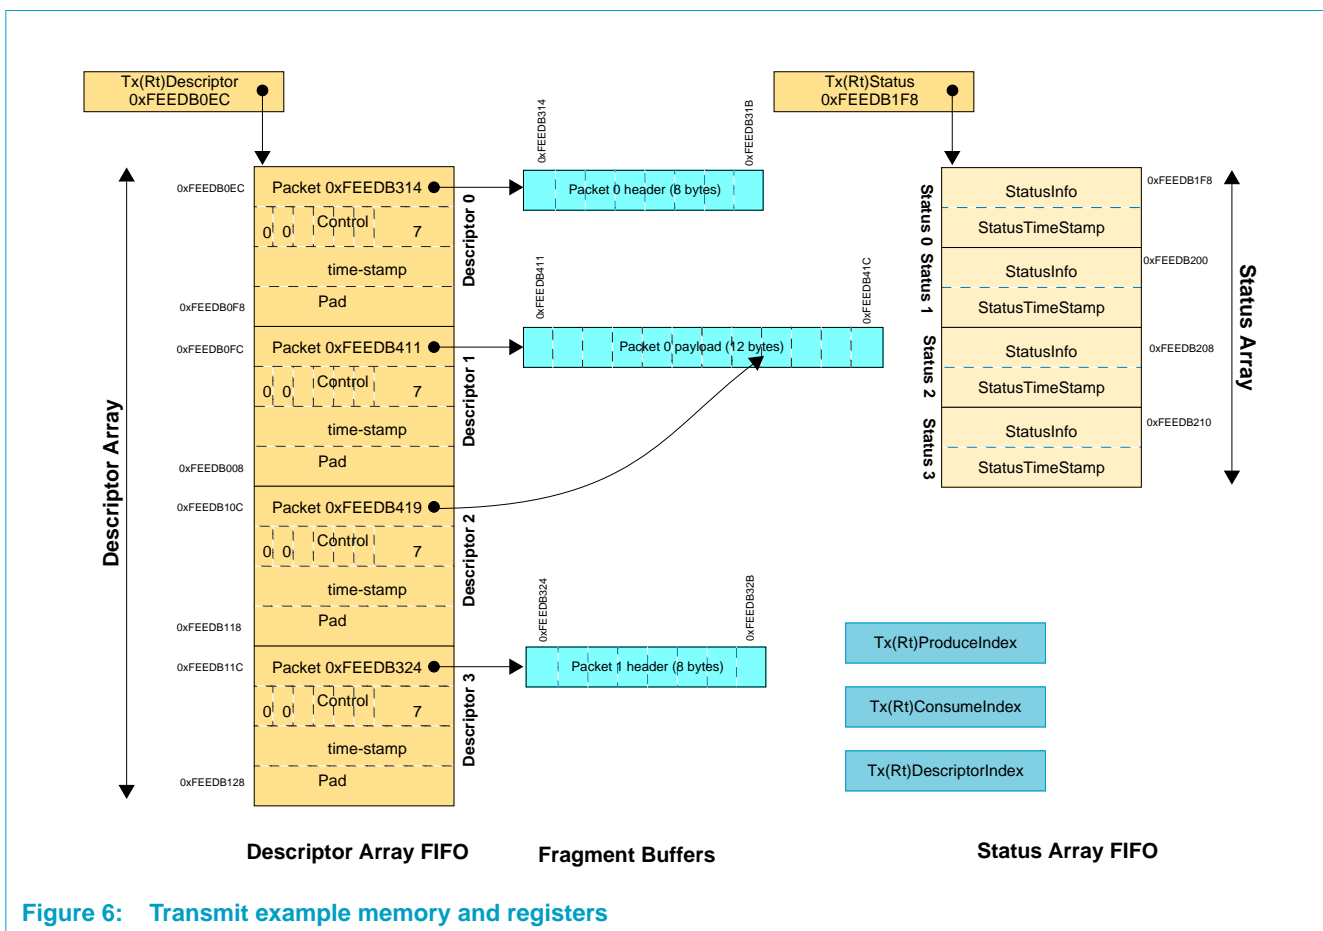 Tx(Rt)Descriptor
0xFEEDB0EC
Tx(Rt)Status
0xFEEDB1F8
0xFEEDB314
0xFEEDB31B
0xFEEDB0EC
Packet 0xFEEDB314
Control
0 0 7
time-stamp
0xFEEDB0F8
Pad
Descriptor 0
Packet 0 header (8 bytes)
0xFEEDB411
0xFEEDB41C
0xFEEDB0FC
Packet 0xFEEDB411
Control
0 0 7
time-stamp
0xFEEDB008
Pad
Descriptor 1
Packet 0 payload (12 bytes)
0xFEEDB10C
Packet 0xFEEDB419
Control
0 0 7
time-stamp
0xFEEDB118
Pad
Descriptor 2
0xFEEDB324
0xFEEDB32B
0xFEEDB11C
Packet 0xFEEDB324
Control
0 0 7
time-stamp
0xFEEDB128
Pad
Descriptor 3
Packet 1 header (8 bytes)
Descriptor Array
Status 0
StatusInfo
0xFEEDB1F8
StatusTimeStamp
Status 1
StatusInfo
0xFEEDB200
StatusTimeStamp
Status 2
StatusInfo
0xFEEDB208
StatusTimeStamp
Status 3
StatusInfo
0xFEEDB210
StatusTimeStamp
Status Array
Tx(Rt)ProduceIndex
Tx(Rt)ConsumeIndex
Tx(Rt)DescriptorIndex
Descriptor Array FIFO
Fragment Buffers
Status Array FIFO
Figure 6: Transmit example memory and registers